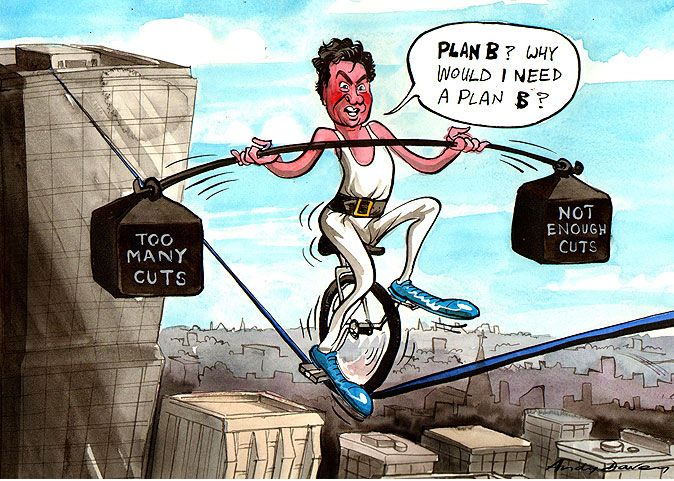 PLAN B? WHY
WOULD I NEED
A PLAN B?
TOO
MANY
CUTS
NOT
ENOUGH
CUTS
Andy Davey